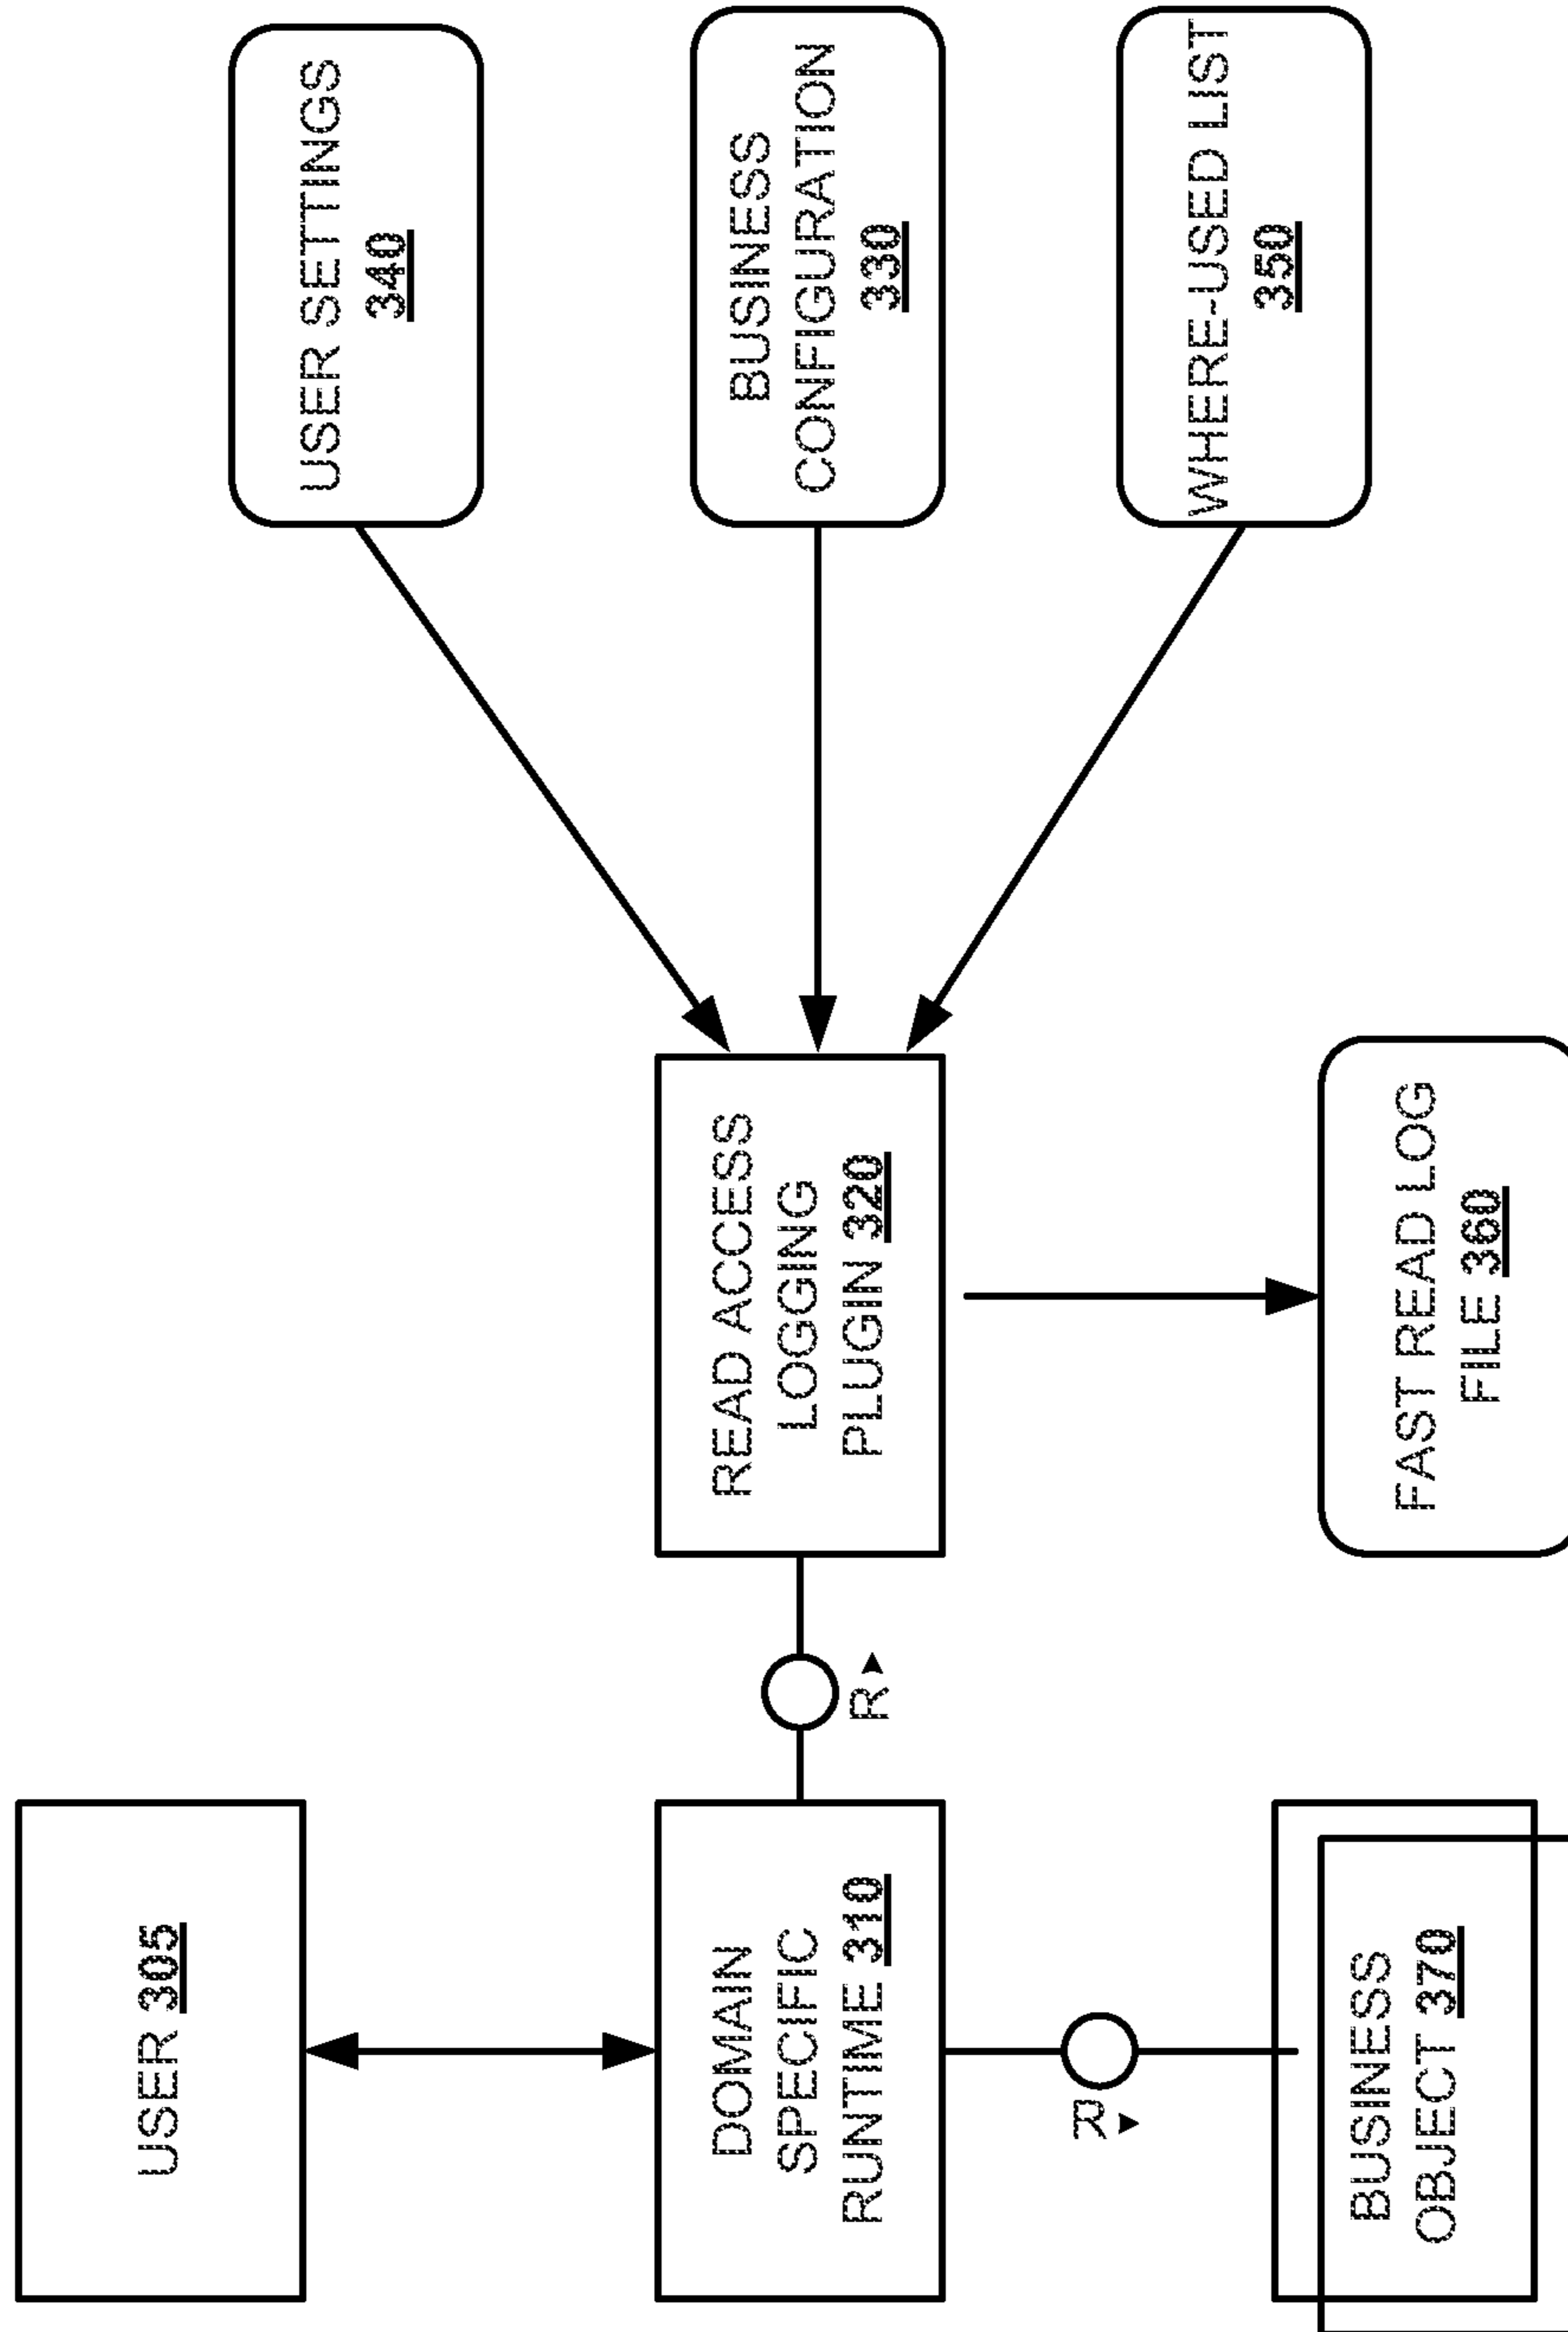 USER 305
DOMAIN
SPECIFIC
RUNTIME 310
R
BUSINESS
OBJECT 370
R
READ ACCESS
LOGGING
PLUGIN 320
FAST READ LOG
FILE 360
USER SETTINGS
340
BUSINESS
CONFIGURATION
330
WHERE-USED LIST
350